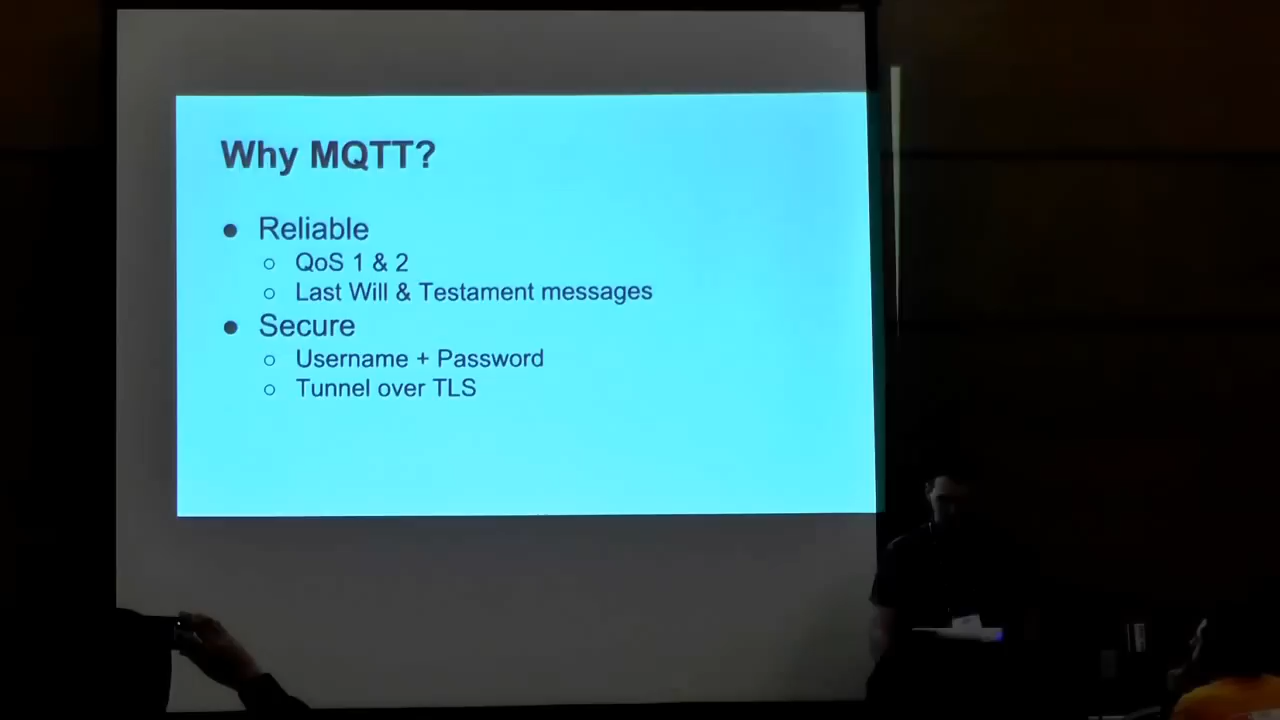 Why MQTT?
● Reliable
○ QoS 1 & 2
○ Last Will & Testament messages
● Secure
○ Username + Password
○ Tunnel over TLS